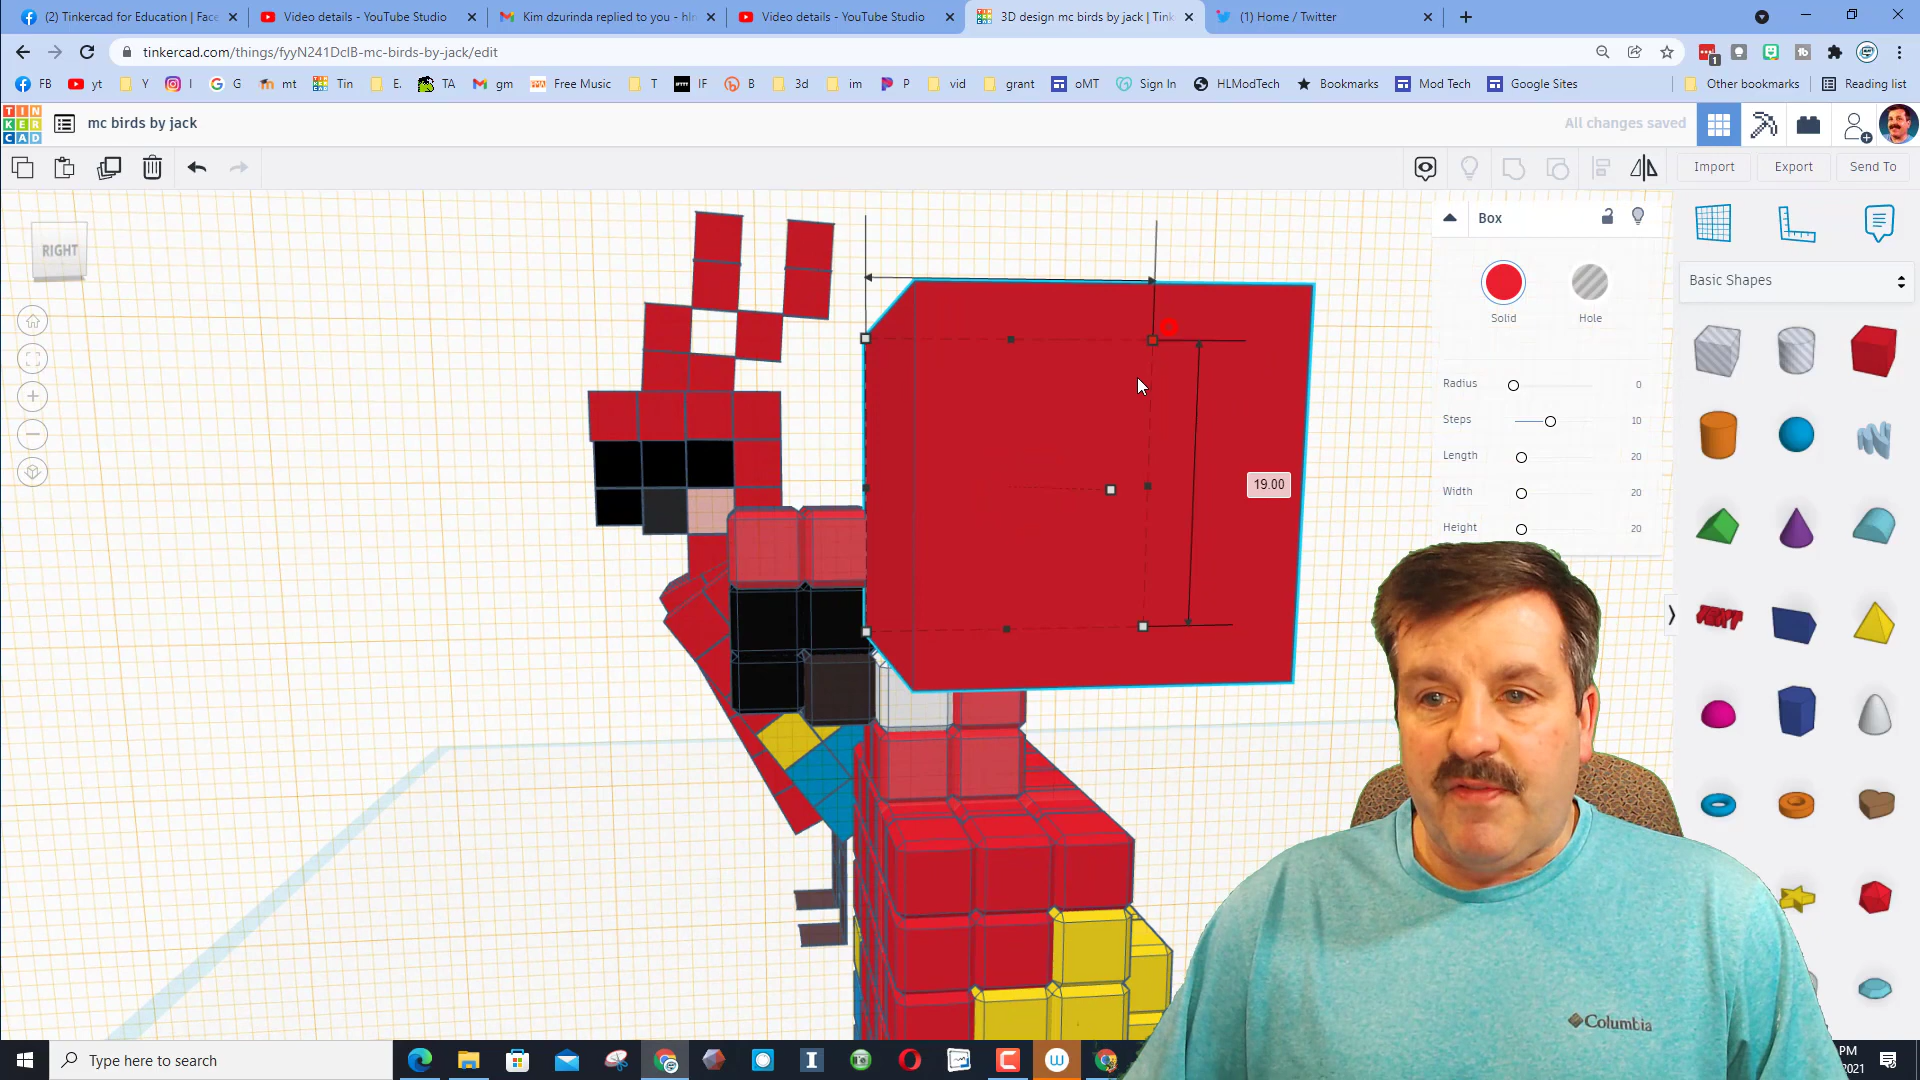 (2) Tinkercad for Education | Face
Video details - YouTube Studio
Kim dzurinda replied to you - hln
Video details - YouTube Studio
3D design mc birds by jack | Tink
(1) Home / Twitter
tinkercad.com/things/fyyN241DclB-mc-birds-by-jack/edit
1
FB
yt
Y
I
G
mt
Tin
E.
TA
gm
Free Music
T
IF
B
3d
im
P
vid
grant
oMT
Sign In
HLModTech
Bookmarks
Mod Tech
Google Sites
Other bookmarks
Reading list
TIN
KER
CAD
mc birds by jack
All changes saved
Import
Export
Send To
RIGHT
Box
Solid
Hole
Radius
0
Steps
10
Length
20
Width
20
Height
20
19.00
Basic Shapes
TEXT
Columbia
Type here to search
PM
2021